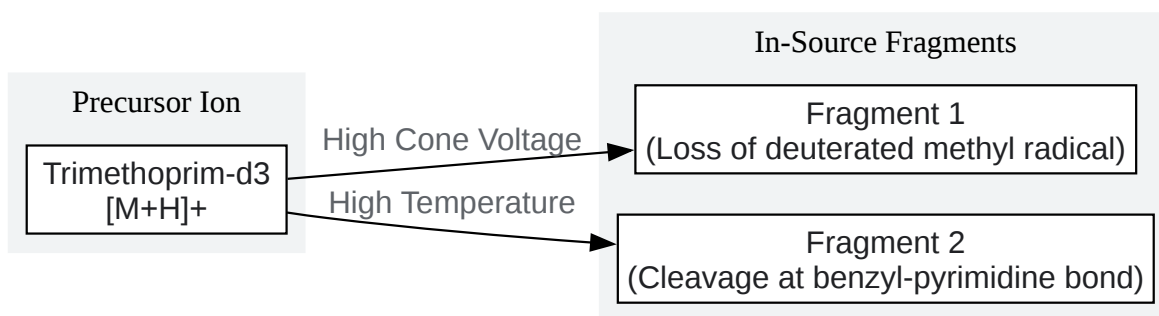 Precursor Ion
Trimethoprim-d3
[M+H]+
High Cone Voltage
High Temperature
In-Source Fragments
Fragment 1
(Loss of deuterated methyl radical)
Fragment 2
(Cleavage at benzyl-pyrimidine bond)